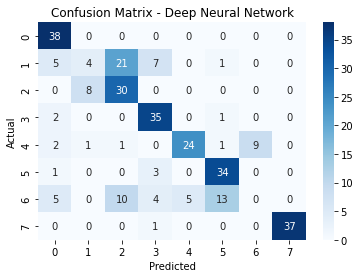 Confusion Matrix - Deep Neural Network
0 38 0 0 0 0 0 0 0
1 5 4 21 7 0 1 0 0
2 0 8 30 0 0 0 0 0
3 2 0 0 35 0 1 0 0
4 2 1 1 0 24 1 9 0
5 1 0 0 3 0 34 0 0
6 5 0 10 4 5 13 0 0
7 0 0 0 1 0 0 0 37
0 1 2 3 4 5 6 7
Actual
Predicted
35
30
25
20
15
10
5
0